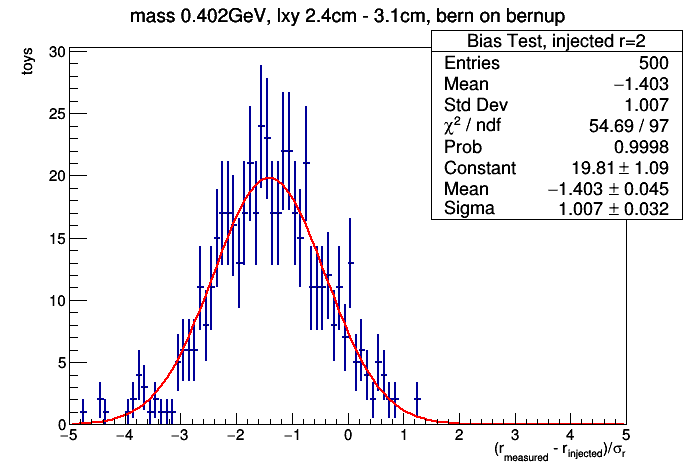 mass 0.402GeV, lxy 2.4cm - 3.1cm, bern on bernup
toys
Bias Test, injected r=2
Entries 500
Mean −1.403
Std Dev 1.007
χ² / ndf 54.69 / 97
Prob 0.9998
Constant 19.81 ± 1.09
Mean −1.403 ± 0.045
Sigma 1.007 ± 0.032
30
25
20
15
10
5
0
−5 −4 −3 −2 −1 0 1 2 3 4 5
(r_measured - r_injected)/σ_r